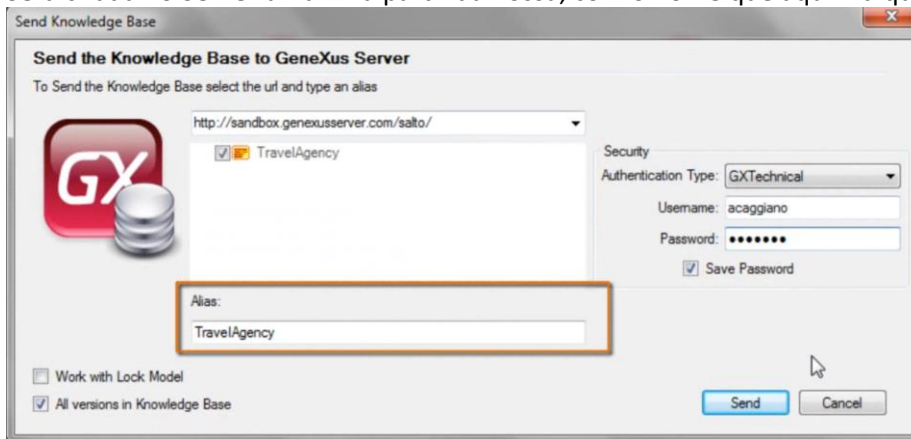 Send Knowledge Base
Send the Knowledge Base to GeneXus Server
To Send the Knowledge Base select the url and type an alias
http://sandbox.genexusserver.com/salto/
TravelAgency
Security
Authentication Type: GXTechnical
Username: acaggiano
Password: •••••••
Save Password
Alias:
TravelAgency
Work with Lock Model
All versions in Knowledge Base
Send
Cancel
GX